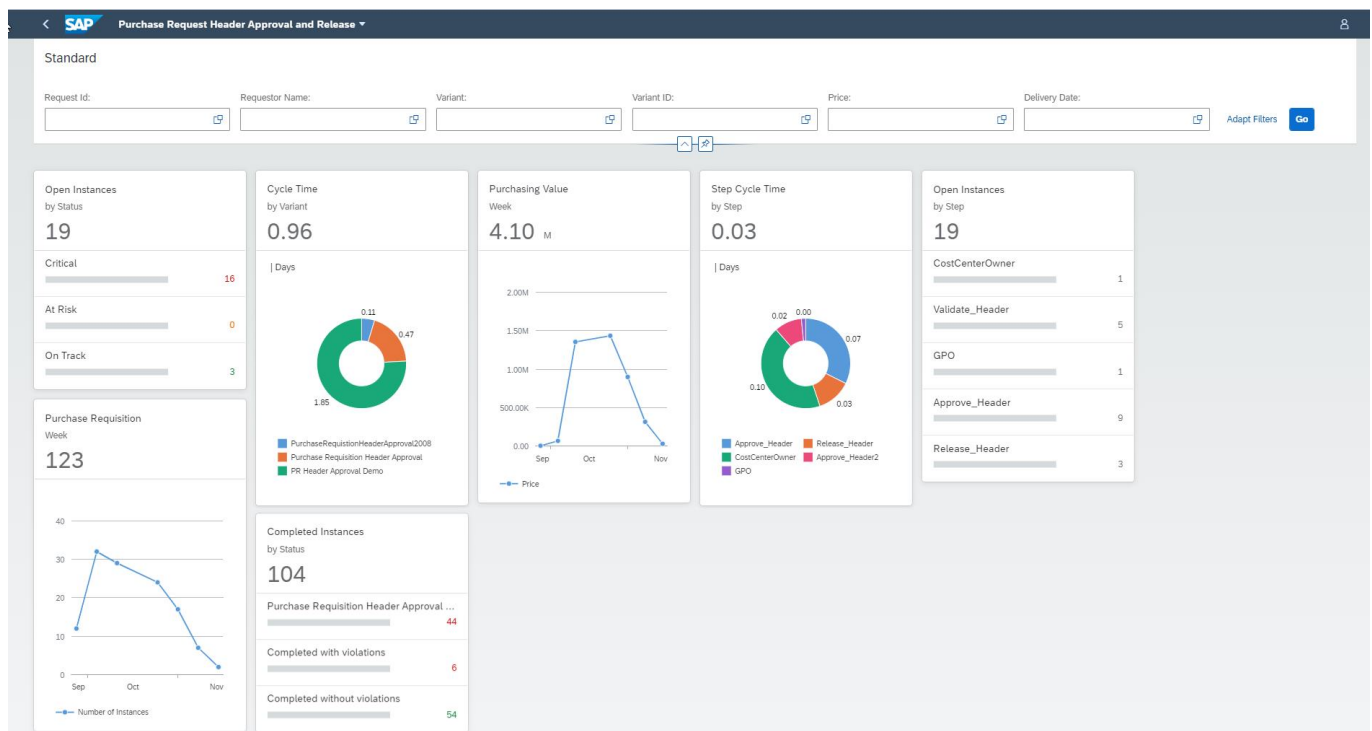 SAP Purchase Request Header Approval and Release
Standard
Request Id: Requestor Name: Variant: Variant ID: Price: Delivery Date:
Adapt Filters Go
Open Instances
by Status
19
Critical
16
At Risk
0
On Track
3
Cycle Time
by Variant
0.96
| Days
0.11
0.47
1.85
PurchaseRequistionHeaderApproval2008
Purchase Requisition Header Approval
PR Header Approval Demo
Purchasing Value
Week
4.10 M
2.00M
1.50M
1.00M
500.00K
0.00
Sep Oct Nov
Price
Step Cycle Time
by Step
0.03
| Days
0.02 0.00
0.07
0.10
0.03
Approve_Header Release_Header
CostCenterOwner Approve_Header2
GPO
Open Instances
by Step
19
CostCenterOwner
1
Validate_Header
5
GPO
1
Approve_Header
9
Release_Header
3
Purchase Requisition
Week
123
40
30
20
10
0
Sep Oct Nov
Number of Instances
Completed Instances
by Status
104
Purchase Requisition Header Approval ...
44
Completed with violations
6
Completed without violations
54